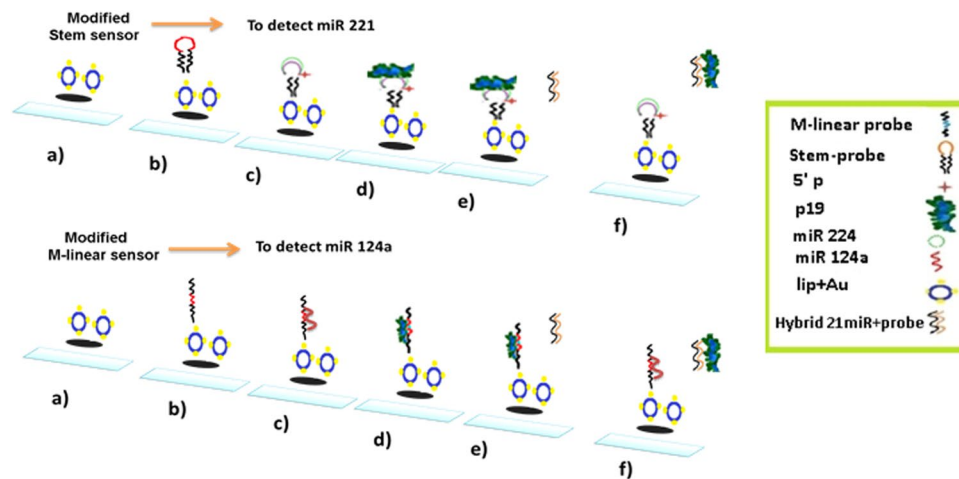 Modified
Stem sensor
To detect miR 221
a)
b)
c)
d)
e)
f)
Modified
M-linear sensor
To detect miR 124a
a)
b)
c)
d)
e)
f)
M-linear probe
Stem-probe
5' p
p19
miR 224
miR 124a
lip+Au
Hybrid 21miR+probe